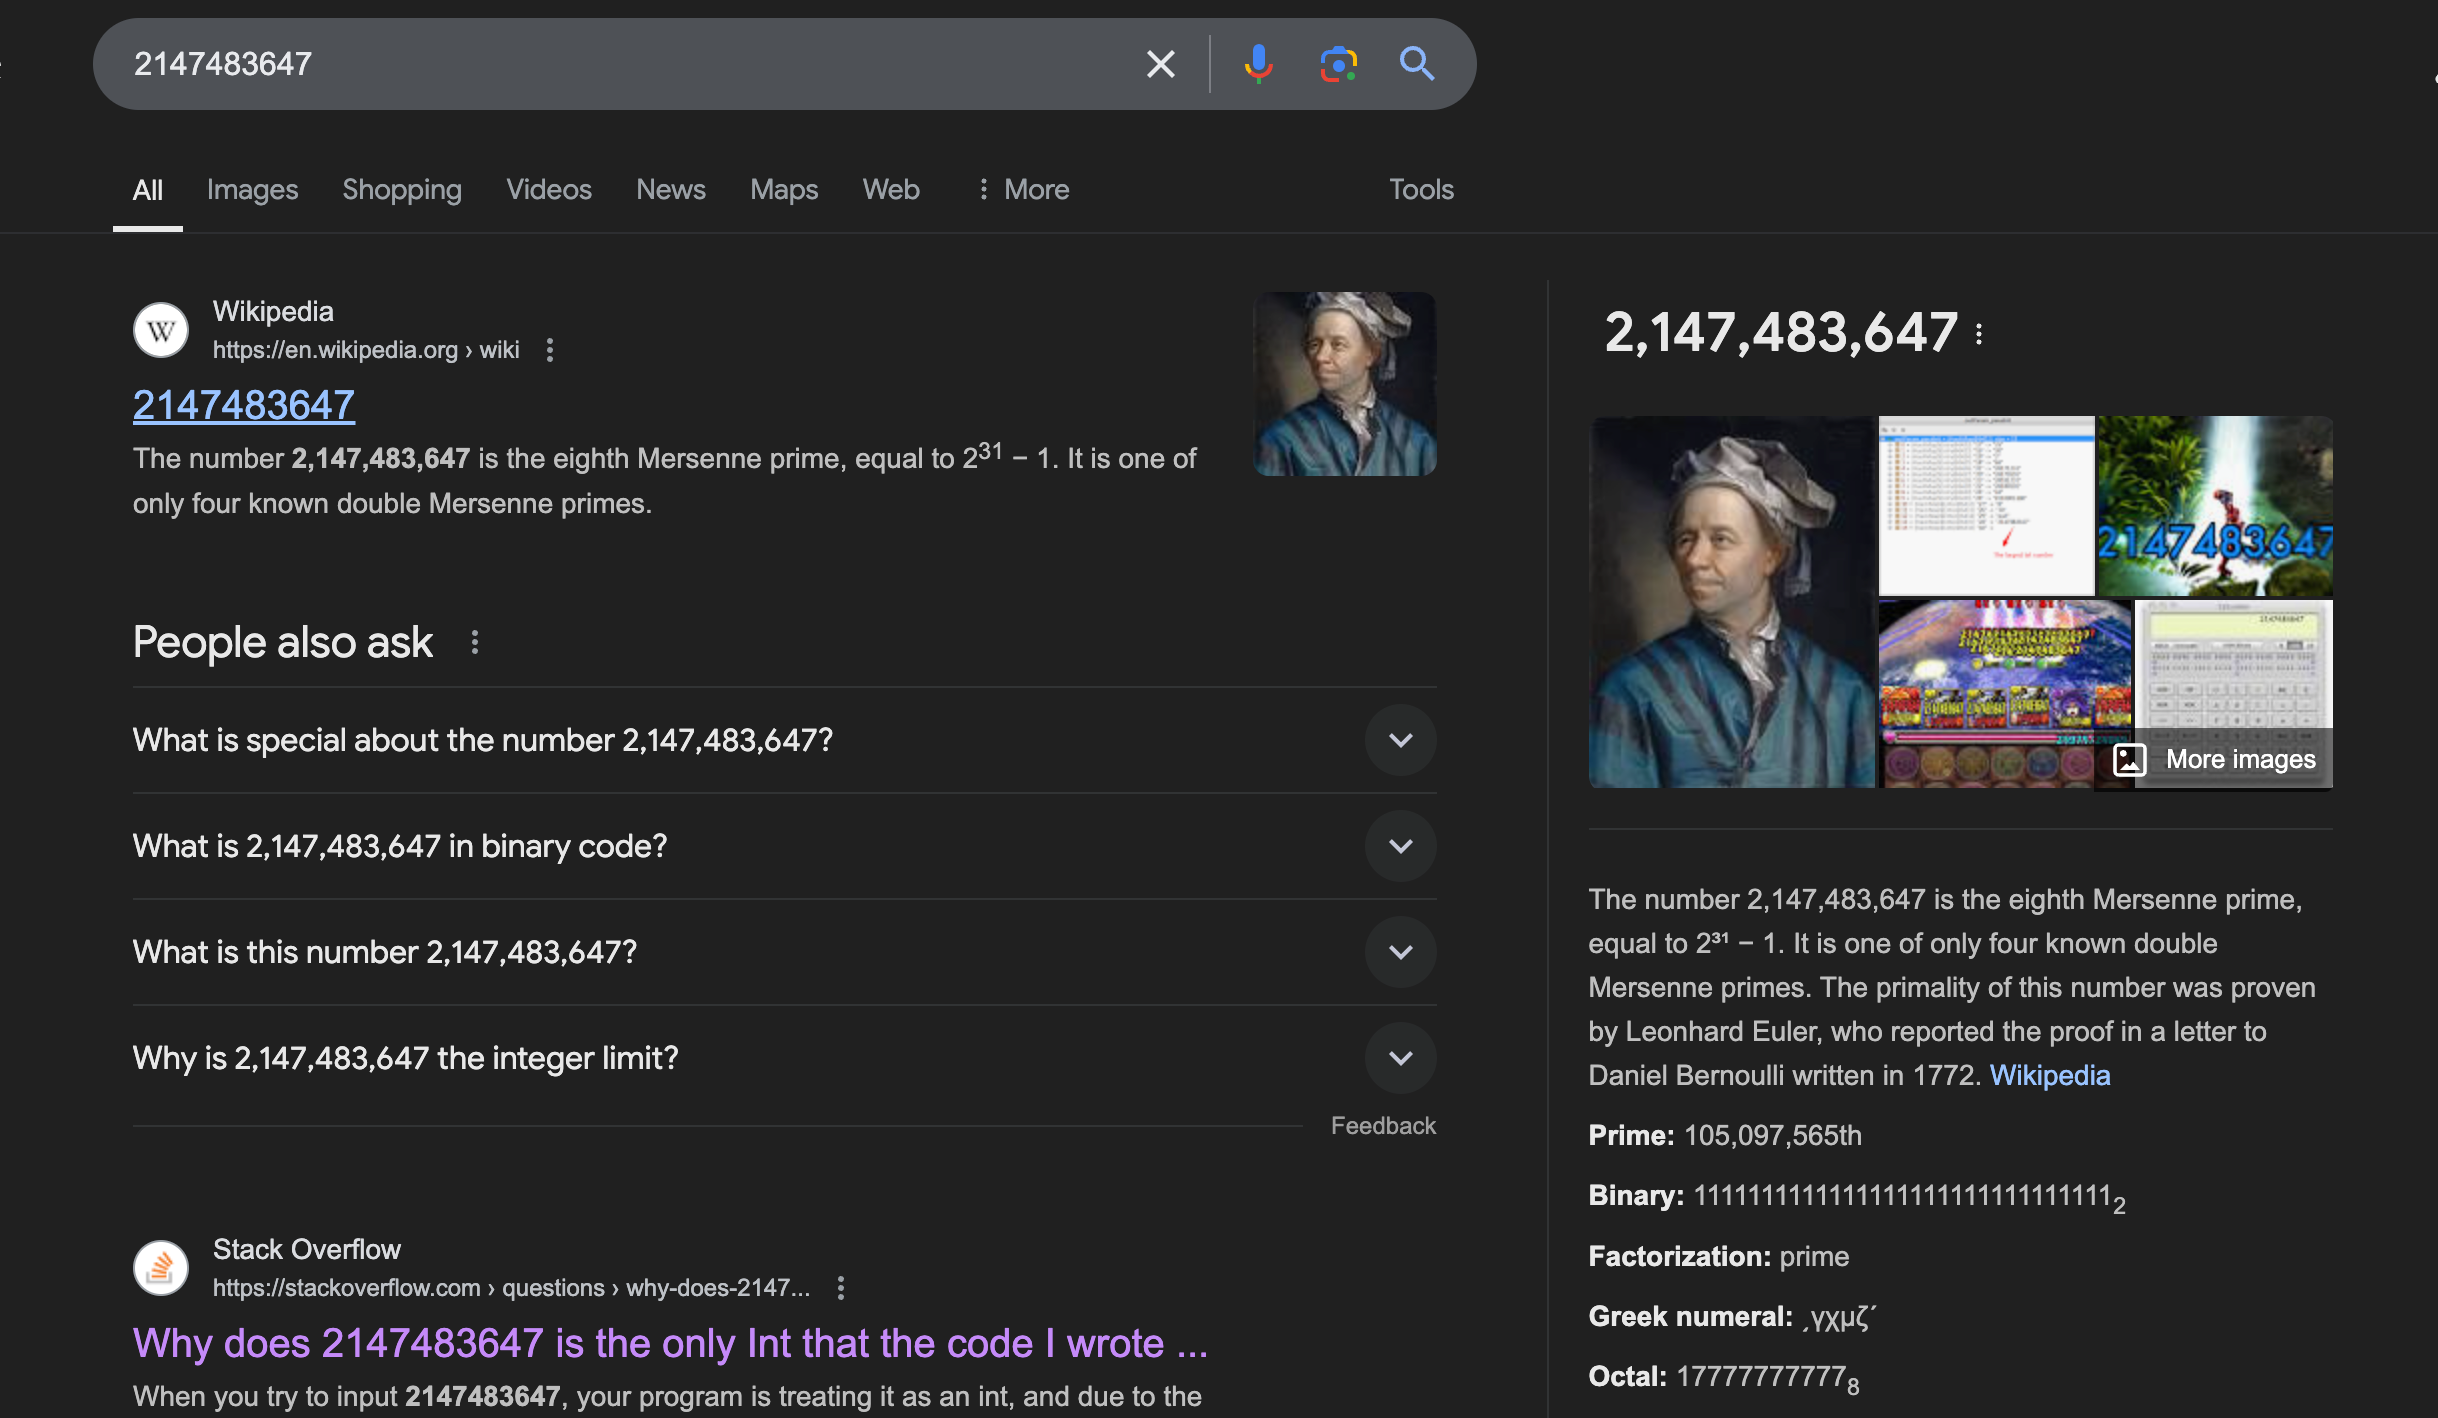 2147483647
All Images Shopping Videos News Maps Web More Tools
W
Wikipedia
https://en.wikipedia.org › wiki
2147483647
The number 2,147,483,647 is the eighth Mersenne prime, equal to 2³¹ − 1. It is one of
only four known double Mersenne primes.
People also ask
What is special about the number 2,147,483,647?
What is 2,147,483,647 in binary code?
What is this number 2,147,483,647?
Why is 2,147,483,647 the integer limit?
Feedback
Stack Overflow
https://stackoverflow.com › questions › why-does-2147...
Why does 2147483647 is the only Int that the code I wrote ...
When you try to input 2147483647, your program is treating it as an int, and due to the
2,147,483,647
2147483647
More images
The number 2,147,483,647 is the eighth Mersenne prime,
equal to 2³¹ − 1. It is one of only four known double
Mersenne primes. The primality of this number was proven
by Leonhard Euler, who reported the proof in a letter to
Daniel Bernoulli written in 1772. Wikipedia
Prime: 105,097,565th
Binary: 1111111111111111111111111111111₂
Factorization: prime
Greek numeral: ͵γχμζ´
Octal: 17777777777₈